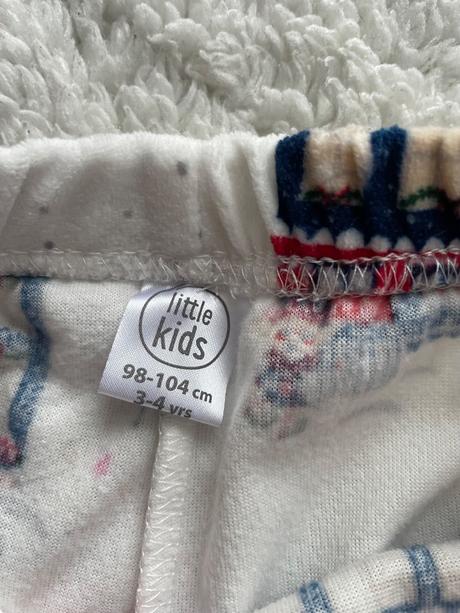 little
kids
98-104 cm
3-4 yrs